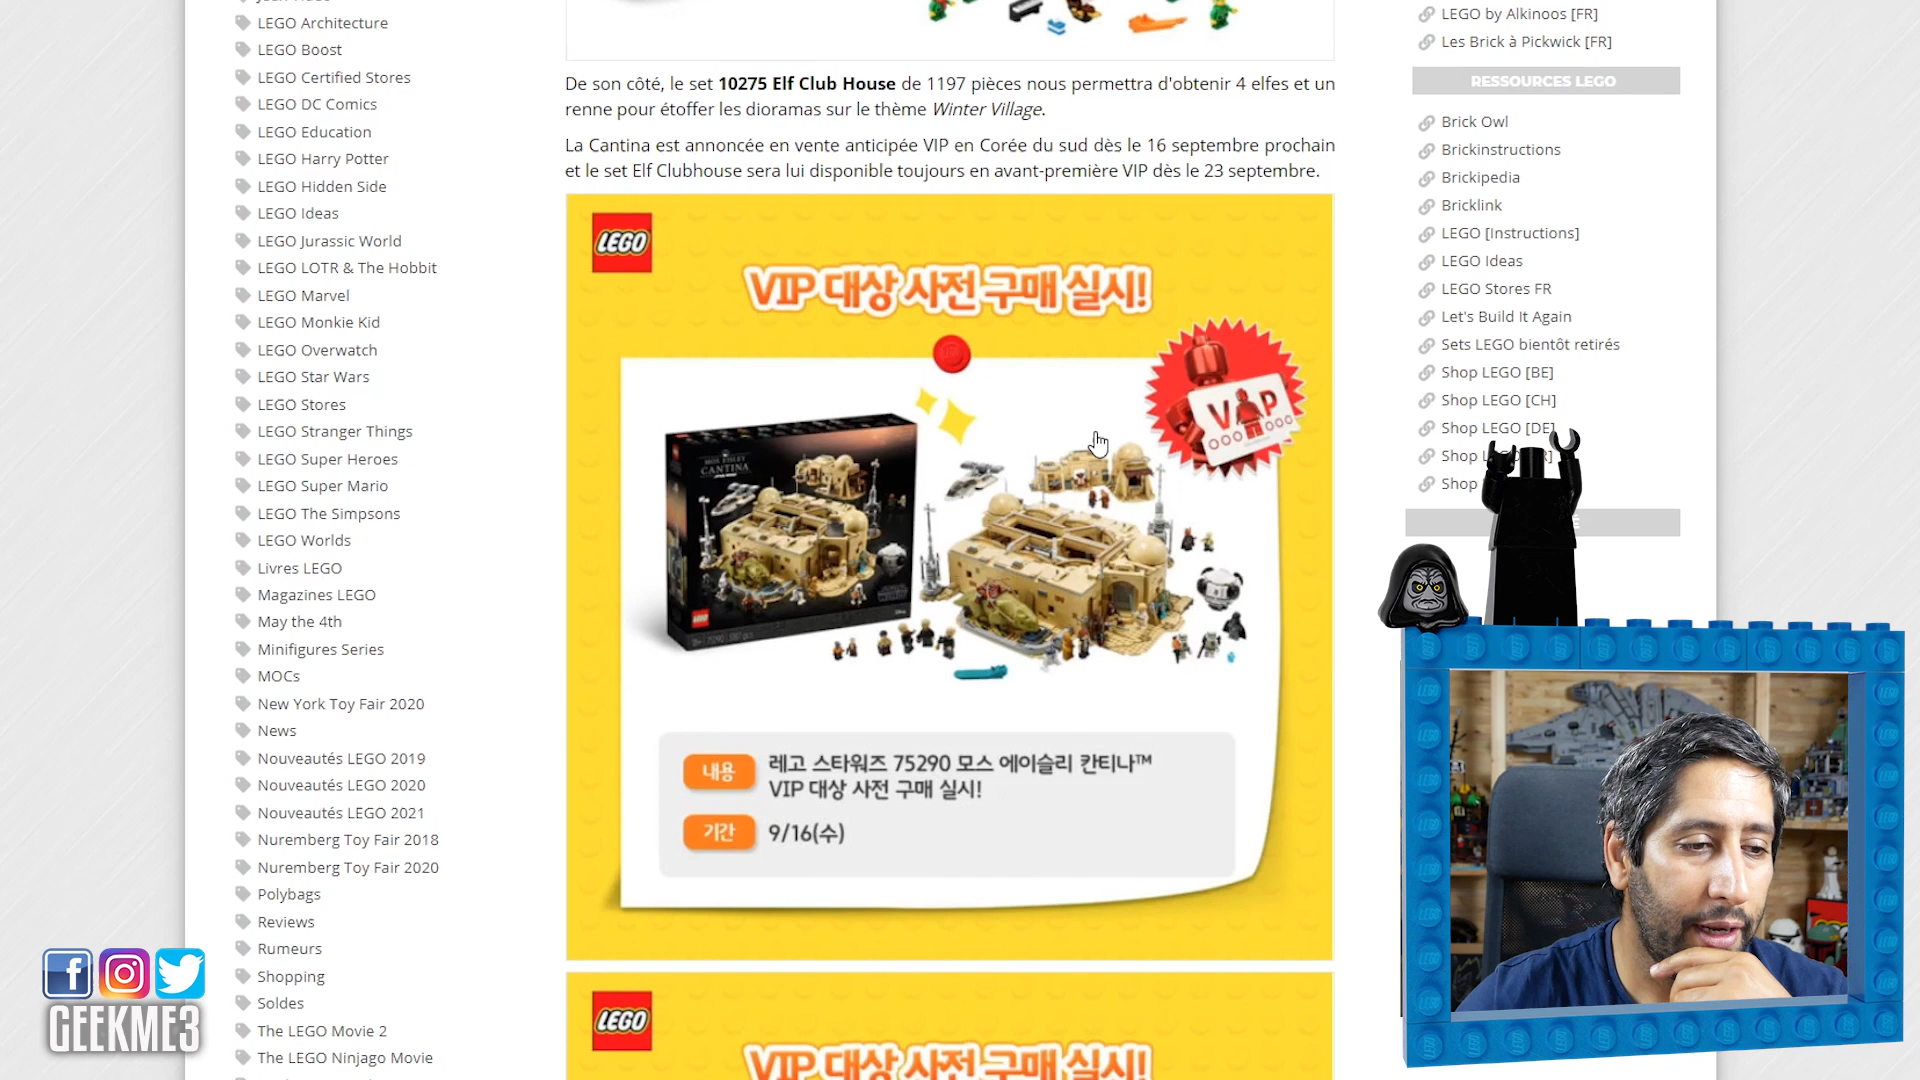 LEGO Architecture
LEGO Boost
LEGO Certified Stores
LEGO DC Comics
LEGO Education
LEGO Harry Potter
LEGO Hidden Side
LEGO Ideas
LEGO Jurassic World
LEGO LOTR & The Hobbit
LEGO Marvel
LEGO Monkie Kid
LEGO Overwatch
LEGO Star Wars
LEGO Stores
LEGO Stranger Things
LEGO Super Heroes
LEGO Super Mario
LEGO The Simpsons
LEGO Worlds
Livres LEGO
Magazines LEGO
May the 4th
Minifigures Series
MOCs
New York Toy Fair 2020
News
Nouveautés LEGO 2019
Nouveautés LEGO 2020
Nouveautés LEGO 2021
Nuremberg Toy Fair 2018
Nuremberg Toy Fair 2020
Polybags
Reviews
Rumeurs
Shopping
Soldes
The LEGO Movie 2
The LEGO Ninjago Movie
GEEKME3
De son côté, le set 10275 Elf Club House de 1197 pièces nous permettra d'obtenir 4 elfes et un
renne pour étoffer les dioramas sur le thème Winter Village.
La Cantina est annoncée en vente anticipée VIP en Corée du sud dès le 16 septembre prochain
et le set Elf Clubhouse sera lui disponible toujours en avant-première VIP dès le 23 septembre.
LEGO
VIP 대상 사전 구매 실시!
VIP
CANTINA
내용 레고 스타워즈 75290 모스 에이슬리 칸티나™
VIP 대상 사전 구매 실시!
기간 9/16(수)
LEGO
VIP 대상 사전 구매 실시!
LEGO by Alkinoos [FR]
Les Brick à Pickwick [FR]
RESSOURCES LEGO
Brick Owl
Brickinstructions
Brickipedia
Bricklink
LEGO [Instructions]
LEGO Ideas
LEGO Stores FR
Let's Build It Again
Sets LEGO bientôt retirés
Shop LEGO [BE]
Shop LEGO [CH]
Shop LEGO [DE]
Shop
Shop